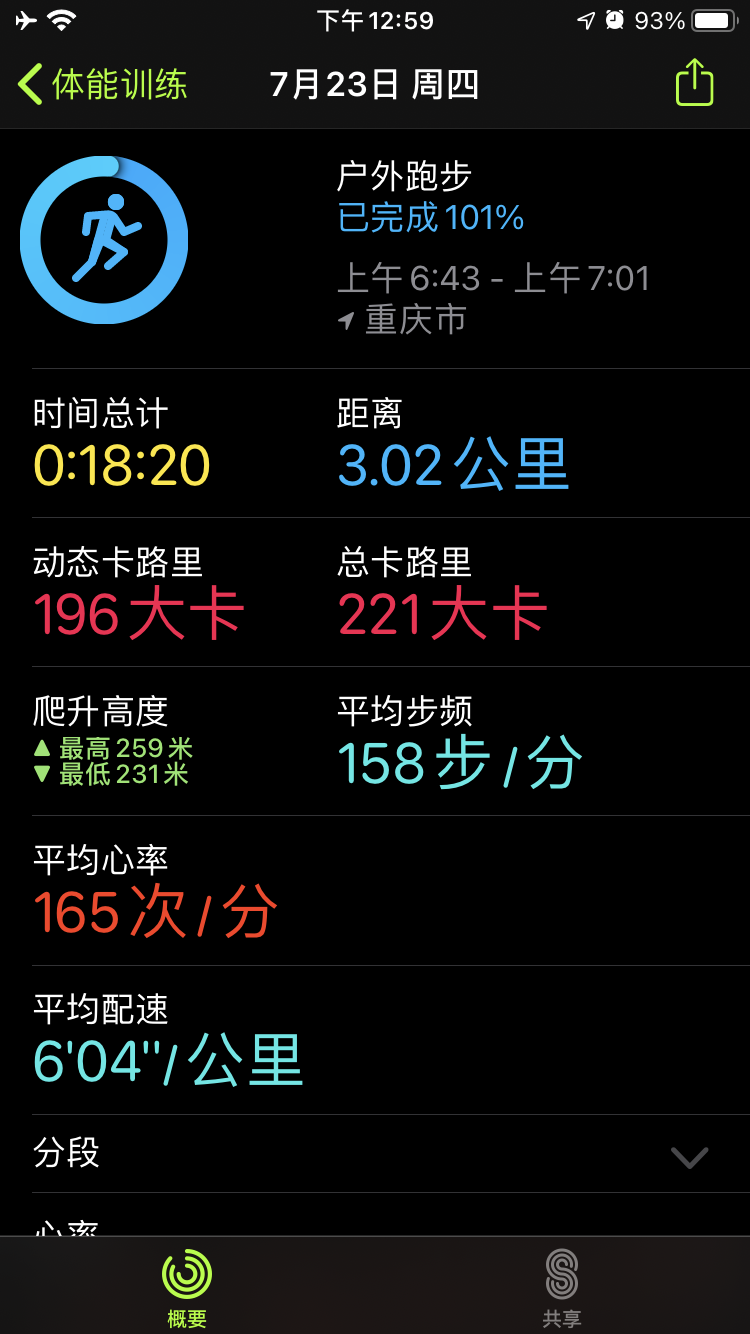 下午12:59
93%
体能训练
7月23日 周四
户外跑步
已完成101%
上午6:43 - 上午7:01
重庆市
时间总计
距离
0:18:20
3.02公里
动态卡路里
总卡路里
196大卡
221大卡
爬升高度
平均步频
最高259米
最低231米
158步/分
平均心率
165次/分
平均配速
6'04"/公里
分段
心率
概要
共享